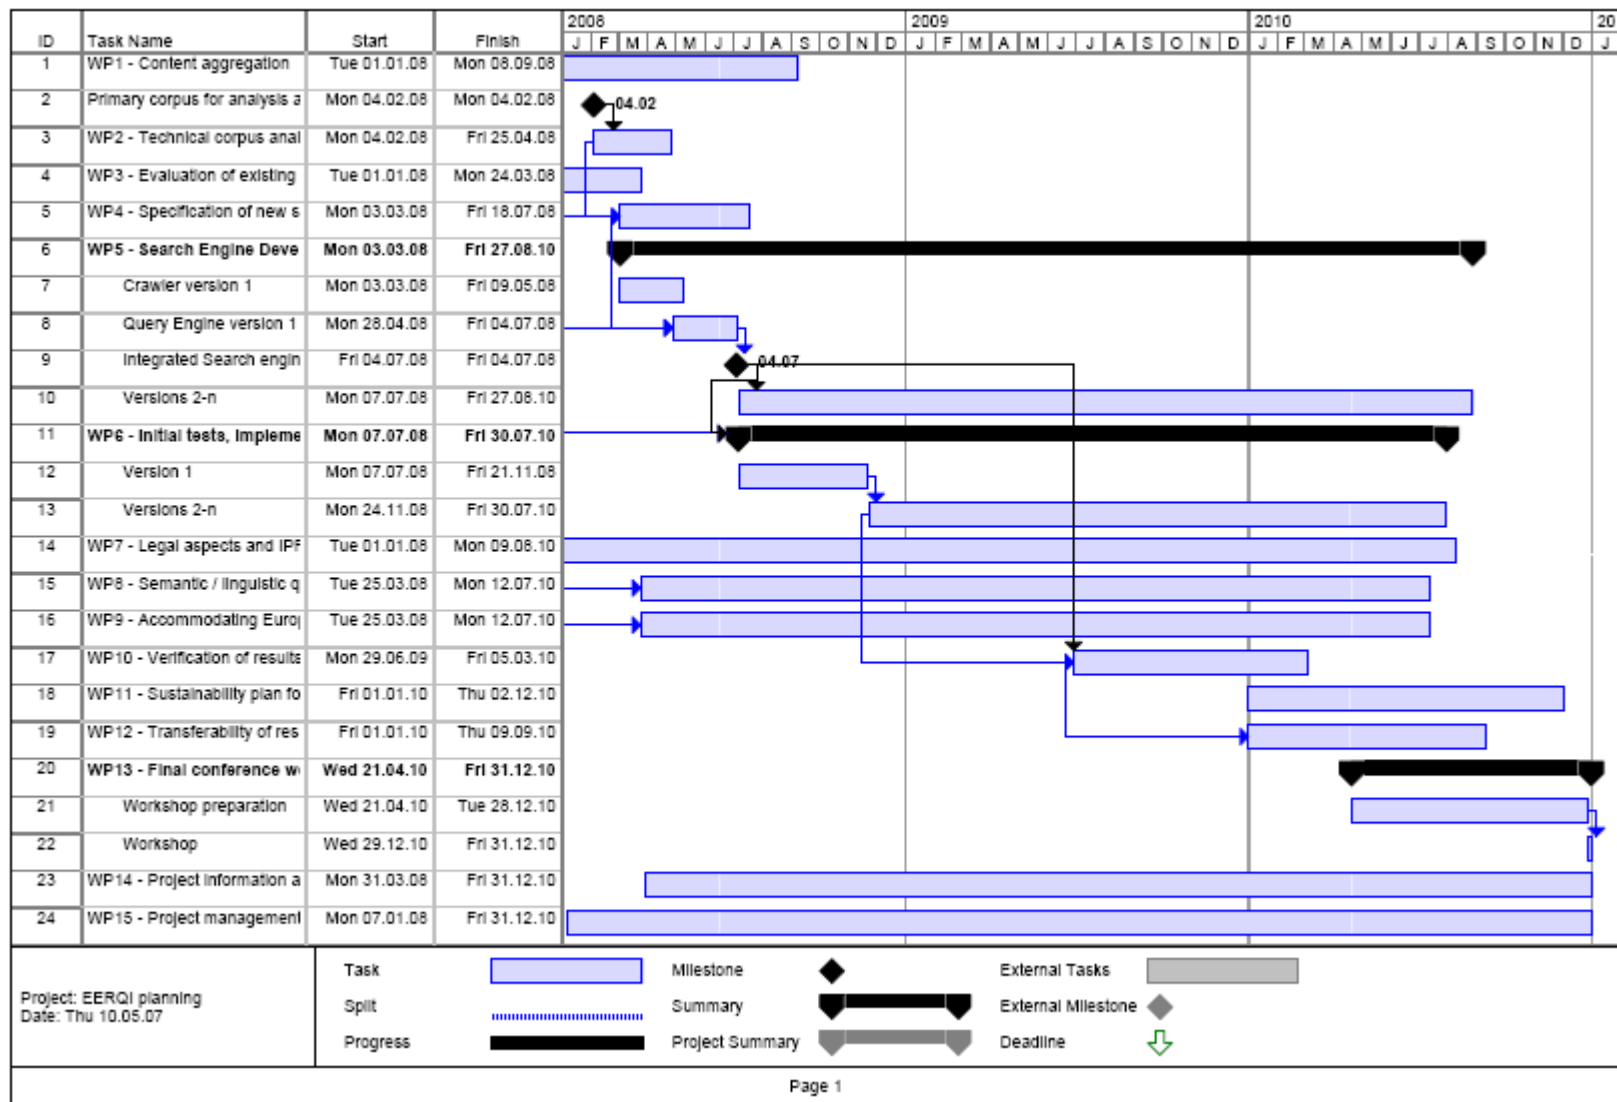 2008 2009 2010 20
ID Task Name Start Finish J F M A M J J A S O N D J F M A M J J A S O N D J F M A M J J A S O N D J
1 WP1 - Content aggregation Tue 01.01.08 Mon 08.09.08
2 Primary corpus for analysis a Mon 04.02.08 Mon 04.02.08 04.02
3 WP2 - Technical corpus anal Mon 04.02.08 Fri 25.04.08
4 WP3 - Evaluation of existing Tue 01.01.08 Mon 24.03.08
5 WP4 - Specification of new s Mon 03.03.08 Fri 18.07.08
6 WP5 - Search Engine Deve Mon 03.03.08 Fri 27.08.10
7 Crawler version 1 Mon 03.03.08 Fri 09.05.08
8 Query Engine version 1 Mon 28.04.08 Fri 04.07.08
9 Integrated Search engin Fri 04.07.08 Fri 04.07.08 04.07
10 Versions 2-n Mon 07.07.08 Fri 27.08.10
11 WP6 - Initial tests, Impleme Mon 07.07.08 Fri 30.07.10
12 Version 1 Mon 07.07.08 Fri 21.11.08
13 Versions 2-n Mon 24.11.08 Fri 30.07.10
14 WP7 - Legal aspects and IPR Tue 01.01.08 Mon 09.08.10
15 WP8 - Semantic / linguistic q Tue 25.03.08 Mon 12.07.10
16 WP9 - Accommodating Euro Tue 25.03.08 Mon 12.07.10
17 WP10 - Verification of results Mon 29.06.09 Fri 05.03.10
18 WP11 - Sustainability plan fo Fri 01.01.10 Thu 02.12.10
19 WP12 - Transferability of res Fri 01.01.10 Thu 09.09.10
20 WP13 - Final conference w Wed 21.04.10 Fri 31.12.10
21 Workshop preparation Wed 21.04.10 Tue 28.12.10
22 Workshop Wed 29.12.10 Fri 31.12.10
23 WP14 - Project Information a Mon 31.03.08 Fri 31.12.10
24 WP15 - Project management Mon 07.01.08 Fri 31.12.10
Project: EERQI planning
Date: Thu 10.05.07
Task Milestone External Tasks
Split Summary External Milestone
Progress Project Summary Deadline
Page 1